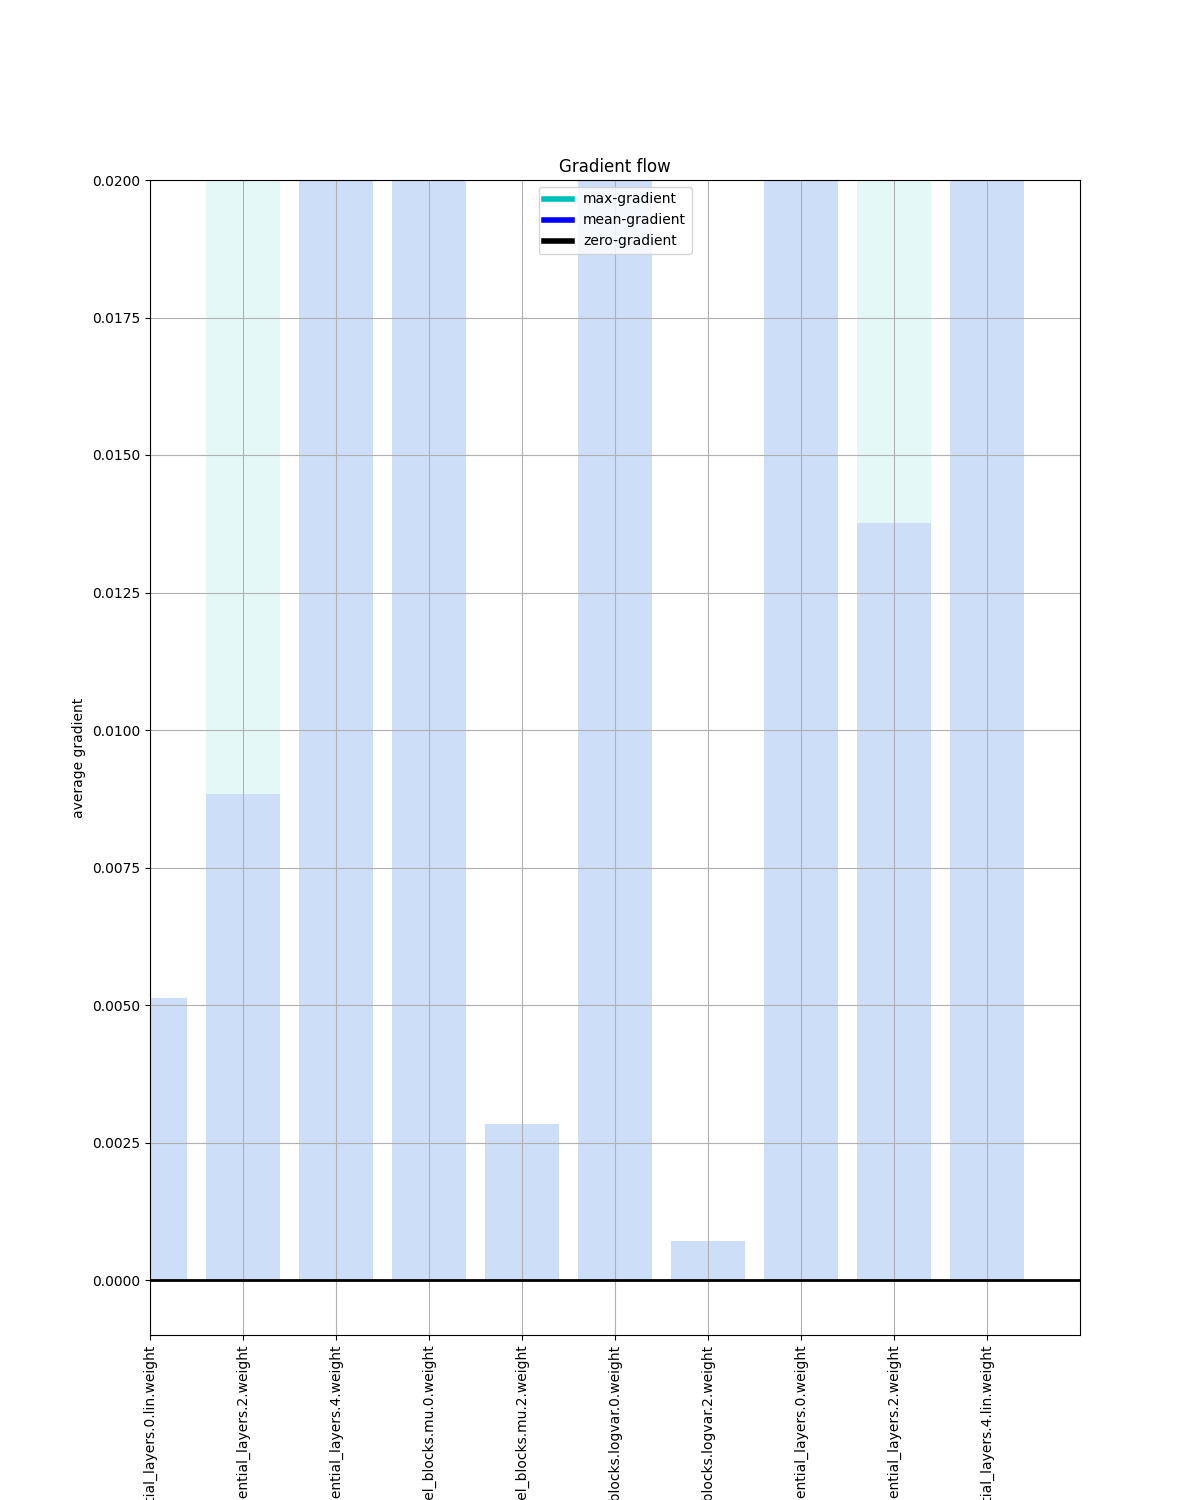 Gradient flow
max-gradient
mean-gradient
zero-gradient
0.0200
0.0175
0.0150
0.0125
0.0100
0.0075
0.0050
0.0025
0.0000
average gradient
tial_layers.0.lin.weight
ential_layers.2.weight
ential_layers.4.weight
el_blocks.mu.0.weight
el_blocks.mu.2.weight
blocks.logvar.0.weight
blocks.logvar.2.weight
ential_layers.0.weight
ential_layers.2.weight
tial_layers.4.lin.weight